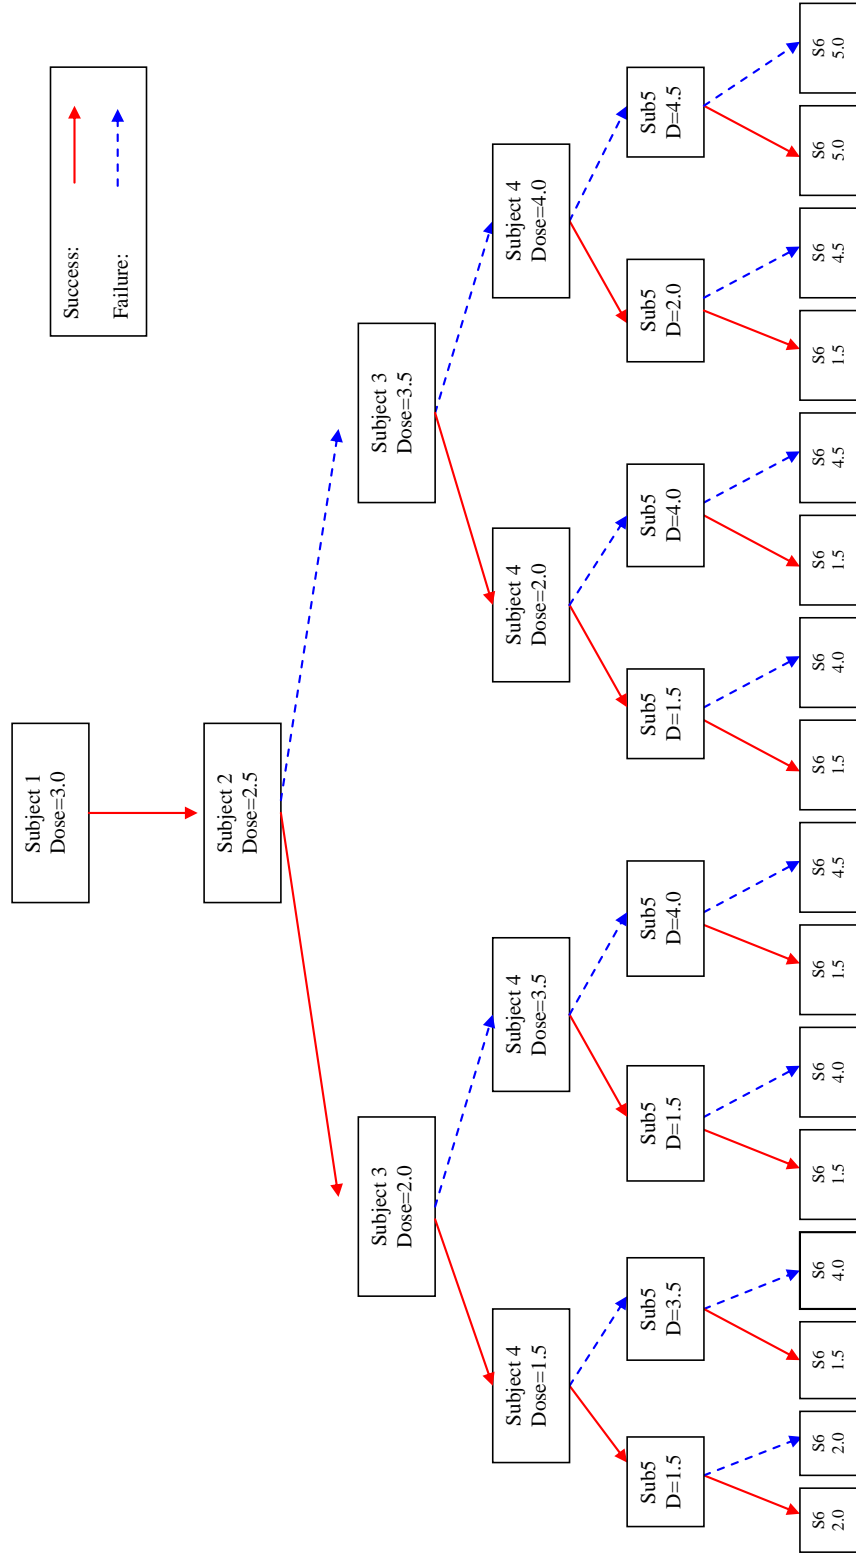 Subject 1
Dose=3.0
Success:
Failure:
Subject 2
Dose=2.5
Subject 3
Dose=2.0
Subject 3
Dose=3.5
Subject 4
Dose=1.5
Subject 4
Dose=3.5
Subject 4
Dose=2.0
Subject 4
Dose=4.0
Sub5
D=1.5
Sub5
D=3.5
Sub5
D=1.5
Sub5
D=4.0
Sub5
D=1.5
Sub5
D=4.0
Sub5
D=2.0
Sub5
D=4.5
S6
2.0
S6
2.0
S6
1.5
S6
4.0
S6
1.5
S6
4.0
S6
1.5
S6
4.5
S6
1.5
S6
4.0
S6
1.5
S6
4.5
S6
1.5
S6
4.5
S6
5.0
S6
5.0